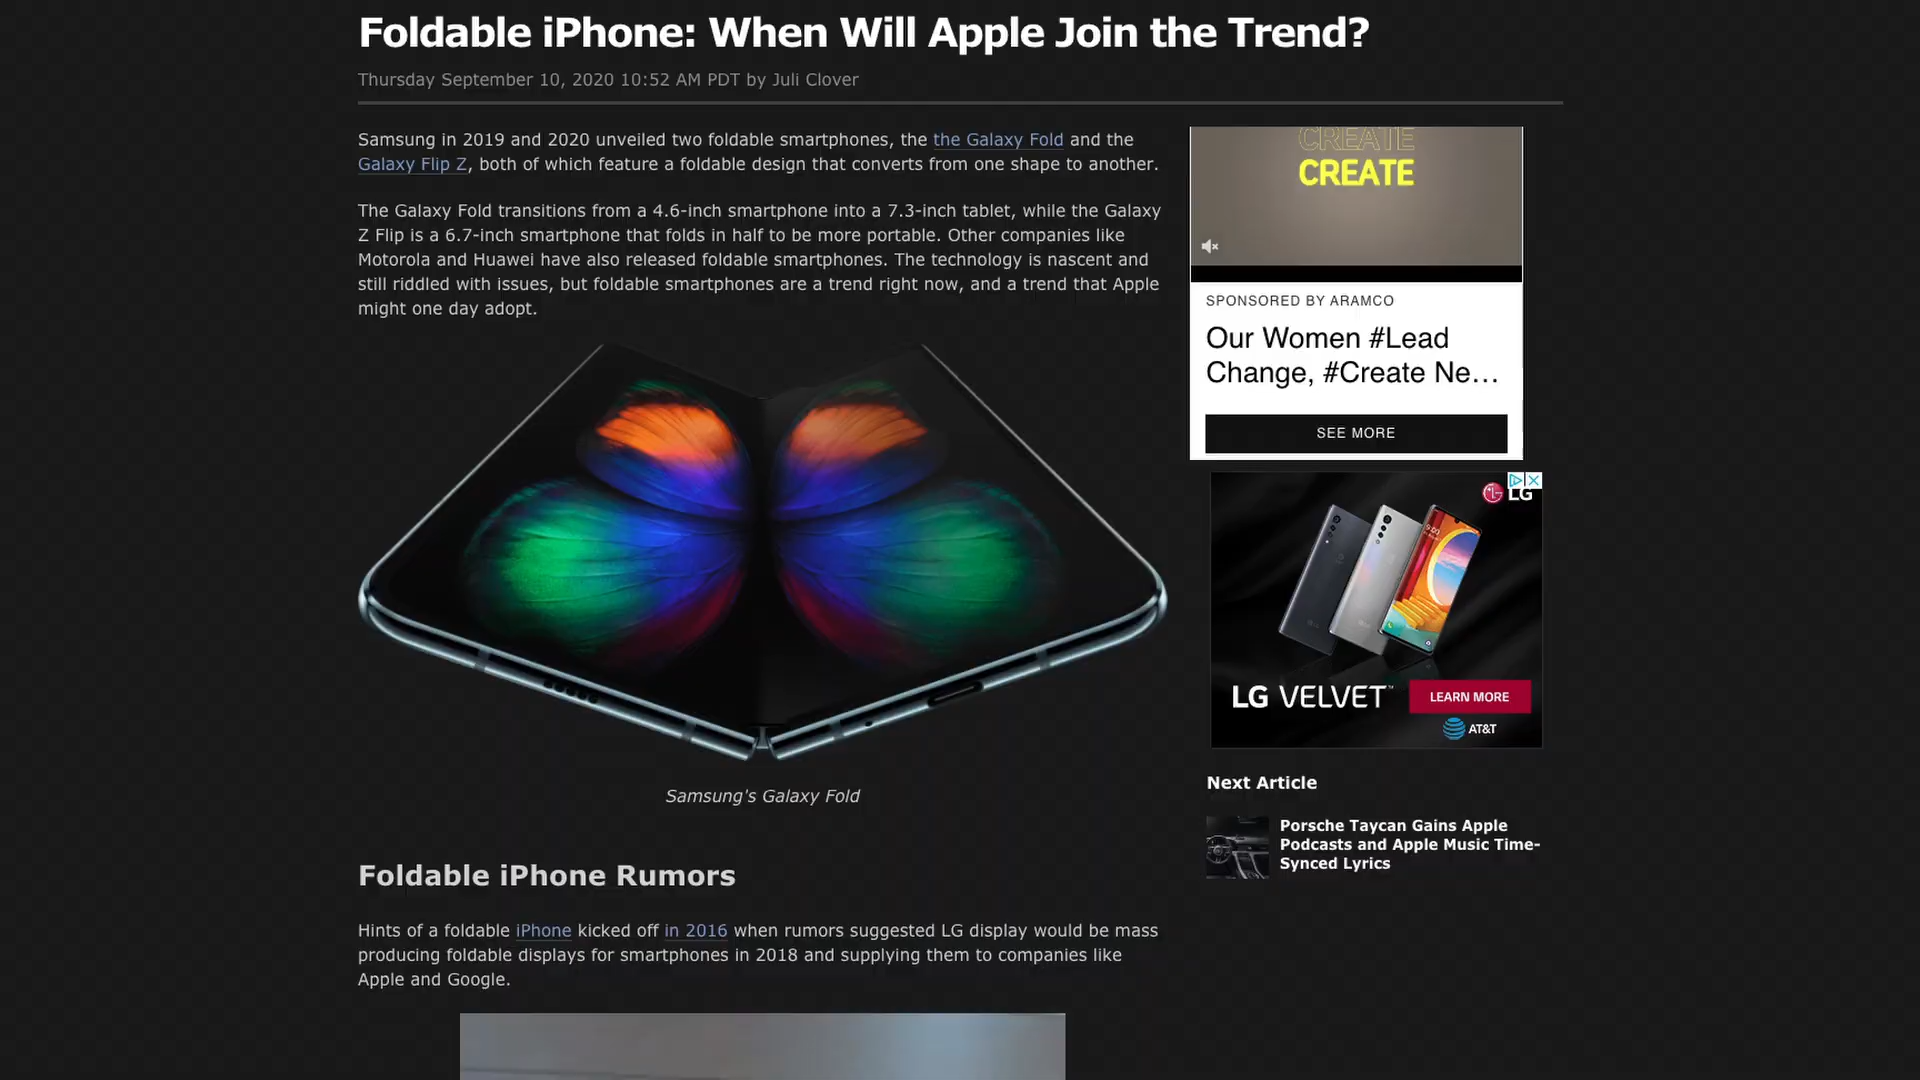 Foldable iPhone: When Will Apple Join the Trend?
Thursday September 10, 2020 10:52 AM PDT by Juli Clover
Samsung in 2019 and 2020 unveiled two foldable smartphones, the the Galaxy Fold and the
Galaxy Flip Z, both of which feature a foldable design that converts from one shape to another.
The Galaxy Fold transitions from a 4.6-inch smartphone into a 7.3-inch tablet, while the Galaxy
Z Flip is a 6.7-inch smartphone that folds in half to be more portable. Other companies like
Motorola and Huawei have also released foldable smartphones. The technology is nascent and
still riddled with issues, but foldable smartphones are a trend right now, and a trend that Apple
might one day adopt.
Samsung's Galaxy Fold
Foldable iPhone Rumors
Hints of a foldable iPhone kicked off in 2016 when rumors suggested LG display would be mass
producing foldable displays for smartphones in 2018 and supplying them to companies like
Apple and Google.
CREATE
CREATE
SPONSORED BY ARAMCO
Our Women #Lead
Change, #Create Ne...
SEE MORE
LG
LG VELVET™
LEARN MORE
AT&T
Next Article
Porsche Taycan Gains Apple
Podcasts and Apple Music Time-
Synced Lyrics